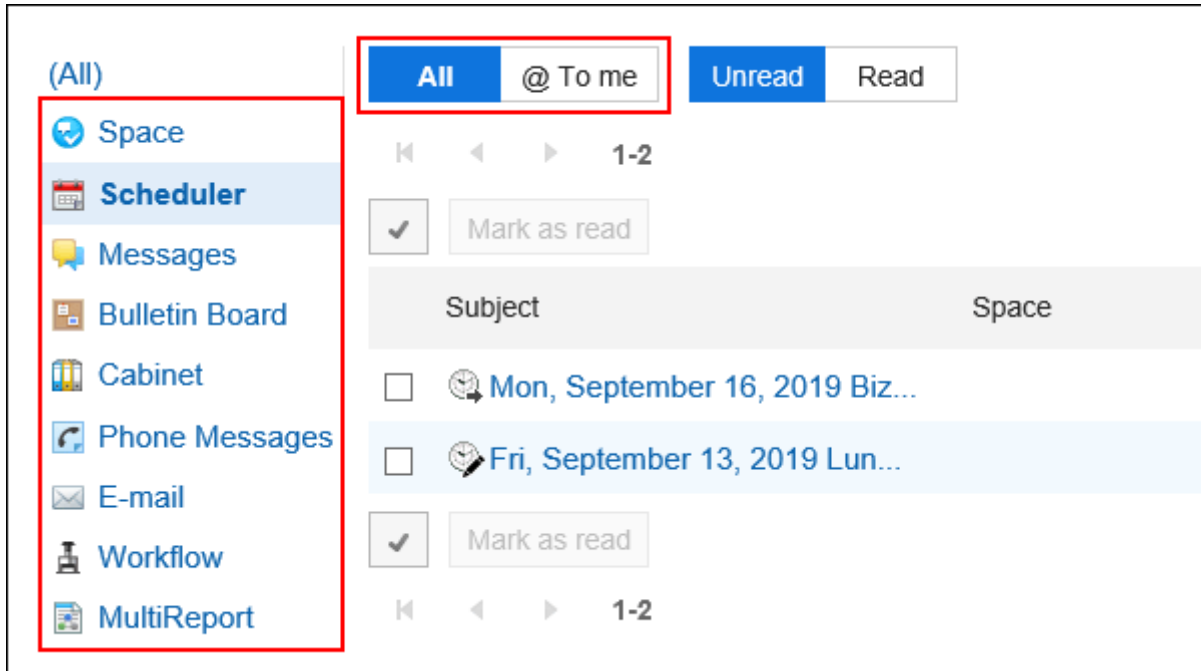 (All)
Space
Scheduler
Messages
Bulletin Board
Cabinet
Phone Messages
E-mail
Workflow
MultiReport
All @ To me Unread Read
1-2
Mark as read
Subject Space
Mon, September 16, 2019 Biz...
Fri, September 13, 2019 Lun...
Mark as read
1-2